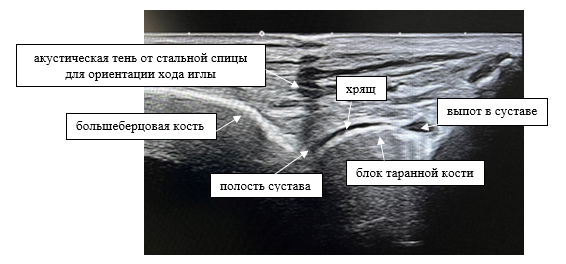 акустическая тень от стальной спицы
для ориентации хода иглы
хрящ
выпот в суставе
большеберцовая кость
полость сустава
блок таранной кости